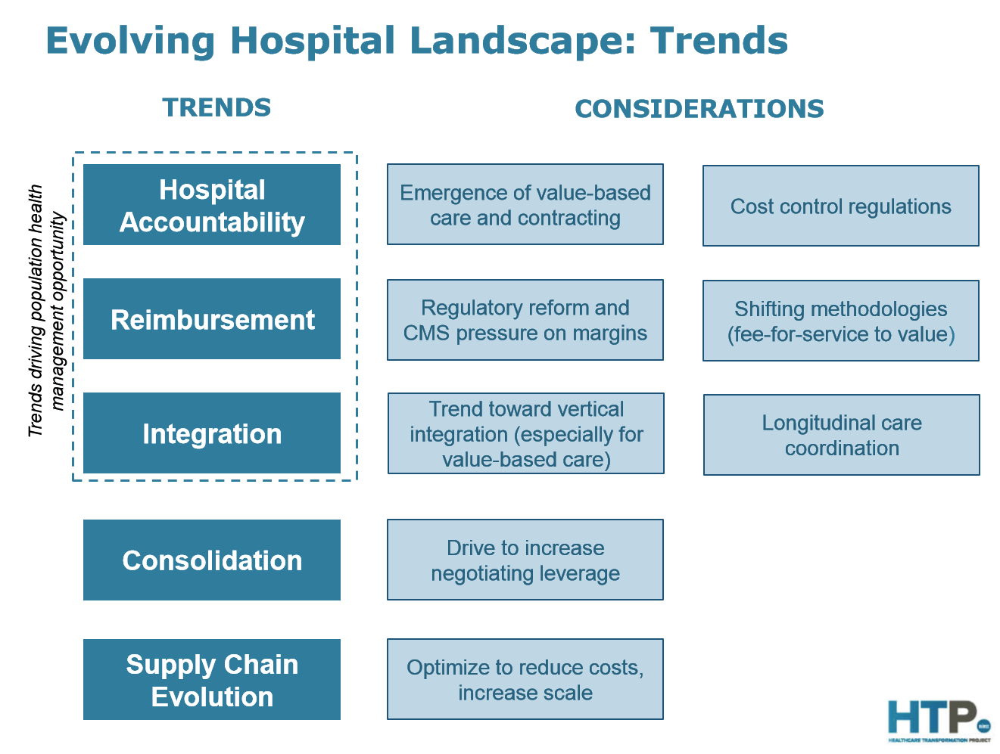 Evolving Hospital Landscape: Trends
TRENDS
CONSIDERATIONS
Trends driving population health
management opportunity
Hospital
Accountability
Emergence of value-based
care and contracting
Cost control regulations
Reimbursement
Regulatory reform and
CMS pressure on margins
Shifting methodologies
(fee-for-service to value)
Integration
Trend toward vertical
integration (especially for
value-based care)
Longitudinal care
coordination
Consolidation
Drive to increase
negotiating leverage
Supply Chain
Evolution
Optimize to reduce costs,
increase scale
HTP
HEALTHCARE TRANSFORMATION PROJECT